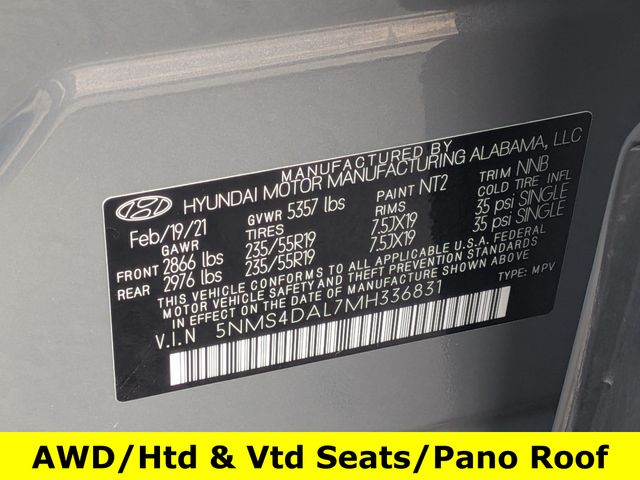 MANUFACTURED BY
HYUNDAI MOTOR MANUFACTURING ALABAMA, LLC
Feb/19/21 GVWR 5357 lbs PAINT NT2 TRIM NNB
GAWR TIRES RIMS COLD TIRE INFL
FRONT 2866 lbs 235/55R19 7.5JX19 35 psi SINGLE
REAR 2976 lbs 235/55R19 7.5JX19 35 psi SINGLE
THIS VEHICLE CONFORMS TO ALL APPLICABLE U.S.A. FEDERAL
MOTOR VEHICLE SAFETY AND THEFT PREVENTION STANDARDS
IN EFFECT ON THE DATE OF MANUFACTURE SHOWN ABOVE
V.I.N 5NMS4DAL7MH336831 TYPE: MPV
AWD/Htd & Vtd Seats/Pano Roof